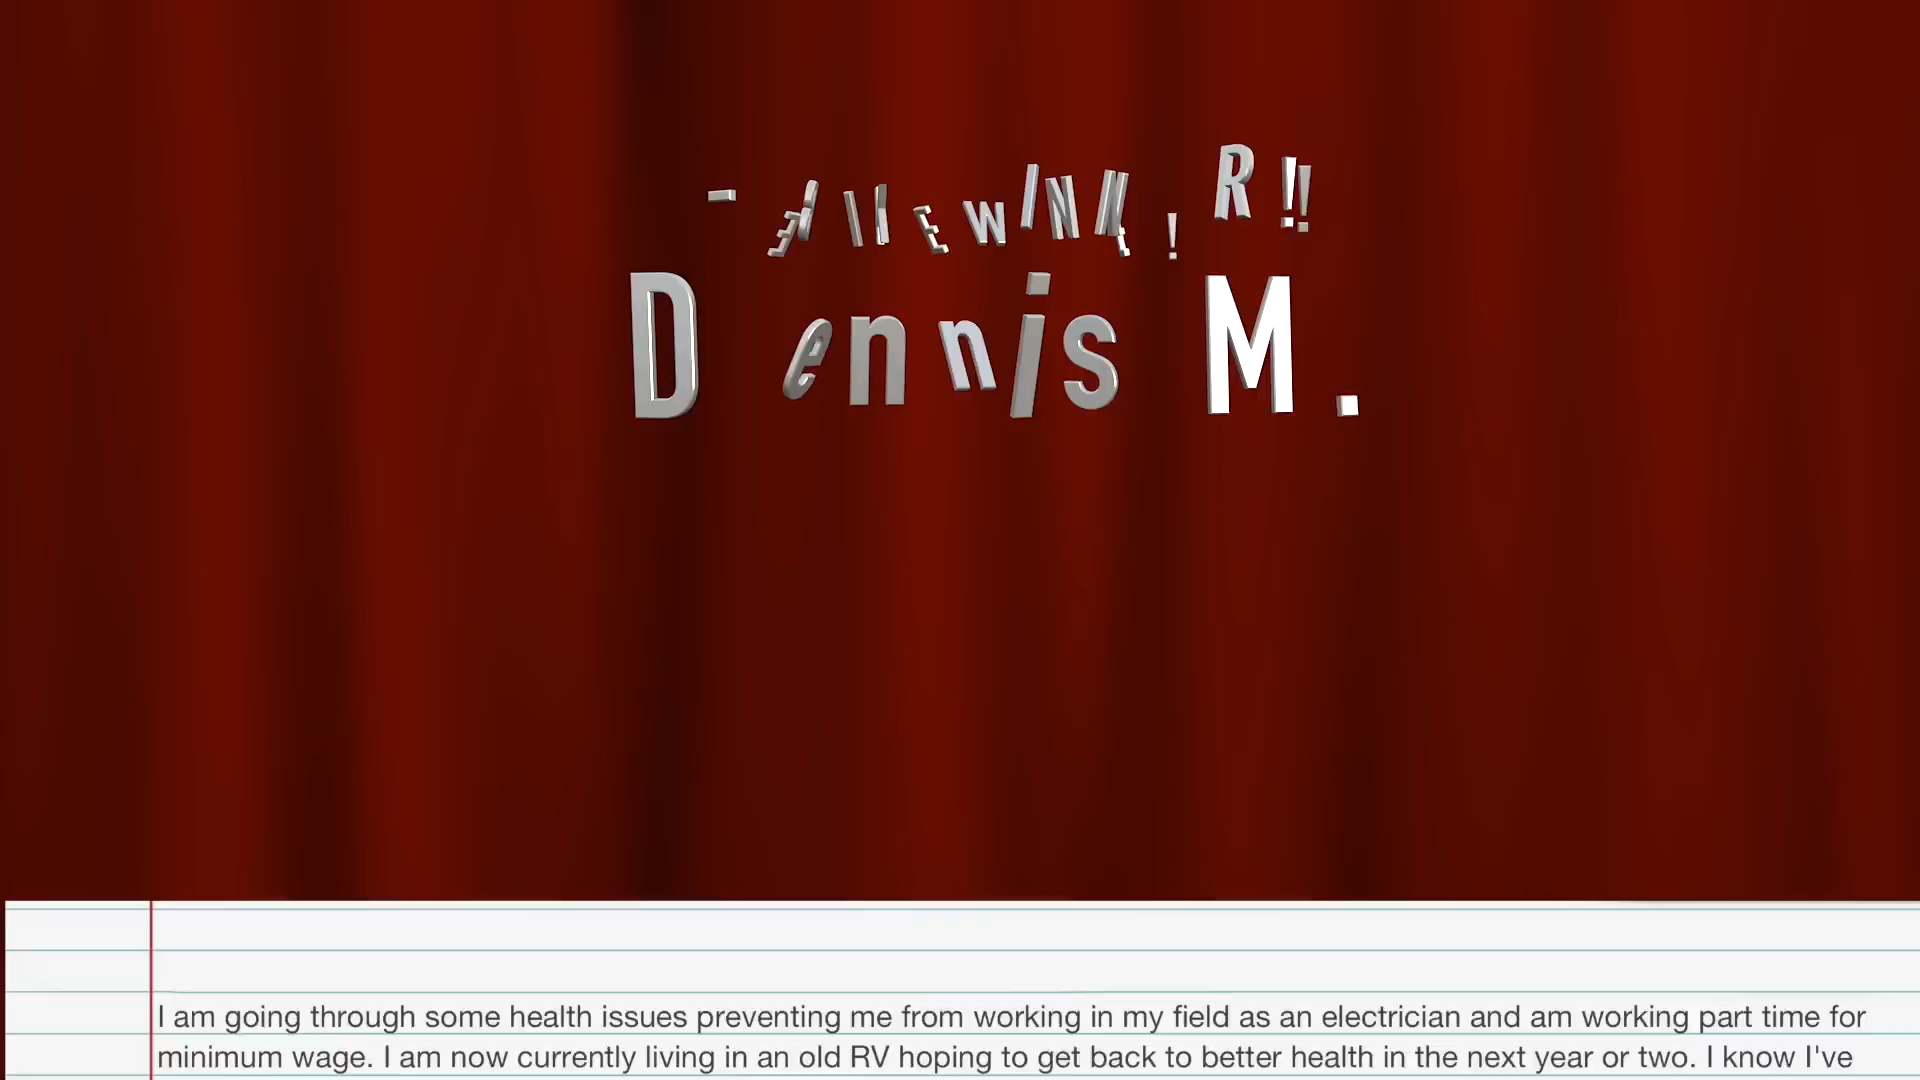 Dennis M.
I am going through some health issues preventing me from working in my field as an electrician and am working part time for
minimum wage. I am now currently living in an old RV hoping to get back to better health in the next year or two. I know I've